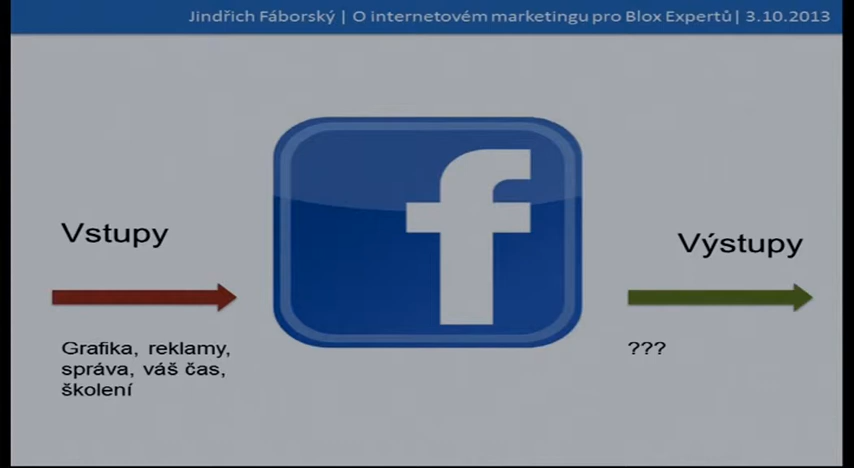 Jindřich Fáborský | O internetovém marketingu pro Blox Expertů | 3.10.2013
Vstupy
Grafika, reklamy,
správa, váš čas,
školení
f
Výstupy
???